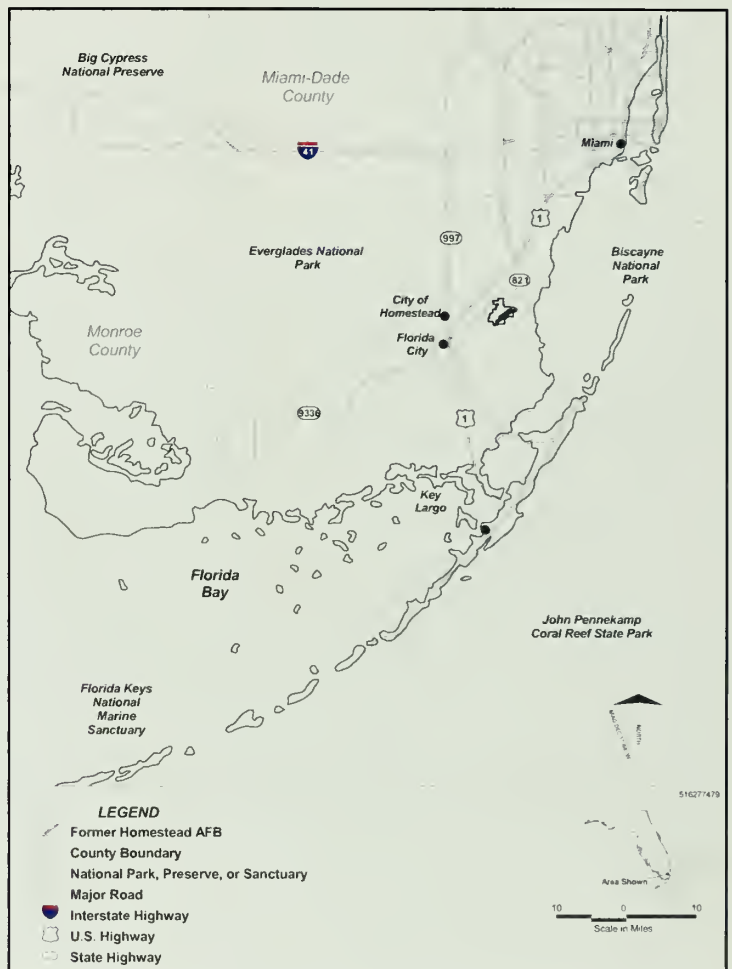 Big Cypress
National Preserve
Miami-Dade
County
41
Miami
1
997
Everglades National
Park
Biscayne
National
Park
821
City of
Homestead
Florida
City
Monroe
County
9336
1
Key
Largo
Florida
Bay
John Pennekamp
Coral Reef State Park
Florida Keys
National
Marine
Sanctuary
NORTH
516277479
LEGEND
Former Homestead AFB
County Boundary
National Park, Preserve, or Sanctuary
Major Road
Interstate Highway
U.S. Highway
State Highway
Area Shown
10 0 10
Scale in Miles